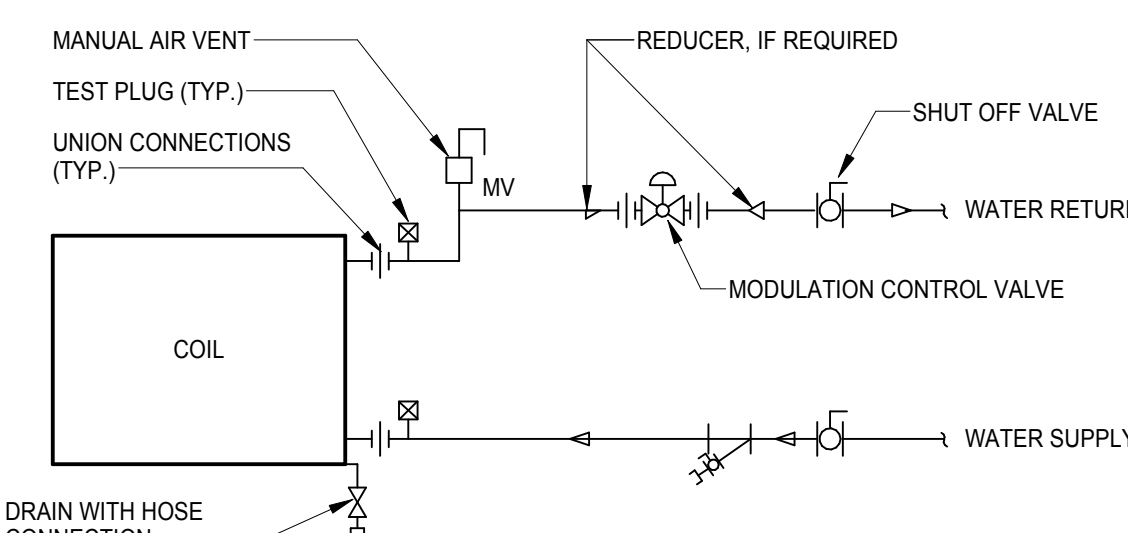 MANUAL AIR VENT
REDUCER, IF REQUIRED
TEST PLUG (TYP.)
SHUT OFF VALVE
UNION CONNECTIONS
(TYP.)
MV
WATER RETURN
MODULATION CONTROL VALVE
COIL
WATER SUPPLY
DRAIN WITH HOSE
CONNECTION